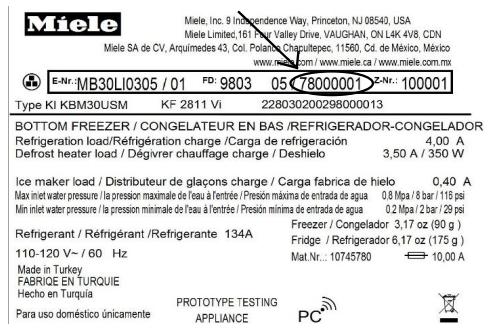 Miele
Miele, Inc. 9 Independence Way, Princeton, NJ 08540, USA
Miele Limited, 161 Four Valley Drive, VAUGHAN, ON L4K 4V8, CDN
Miele SA de CV, Arquímedes 43, Col. Polanco Chapultepec, 11560, Cd. de México, México
www.miele.com / www.miele.ca / www.miele.com.mx
E-Nr.: MB30LI0305 / 01 FD: 9803 05 78000001 Z-Nr.: 100001
Type KI KBM30USM KF 2811 Vi 228030200298000013
BOTTOM FREEZER / CONGELATEUR EN BAS /REFRIGERADOR-CONGELADOR
Refrigeration load/Réfrigération charge /Carga de refrigeración 4,00 A
Defrost heater load / Dégivrer chauffage charge / Deshielo 3,50 A / 350 W
Ice maker load / Distributeur de glaçons charge / Carga fabrica de hielo 0,40 A
Max inlet water pressure / la pression maximale de l'eau à l'entrée / Presión máxima de entrada de agua 0,8 Mpa / 8 bar / 116 psi
Min inlet water pressure / la pression minimale de l'eau à l'entrée / Presión mínima de entrada de agua 0,2 Mpa / 2 bar / 29 psi
Refrigerant / Réfrigérant /Refrigerante 134A
Freezer / Congelador 3,17 oz (90 g )
Fridge / Refrigerador 6,17 oz (175 g )
110-120 V~ / 60 Hz
Mat.Nr..: 10745780 10,00 A
Made in Turkey
FABRIQE EN TURQUIE
Hecho en Turquía
Para uso doméstico únicamente
PROTOTYPE TESTING
APPLIANCE
PC